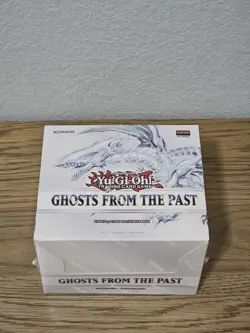 KONAMI
Yu-Gi-Oh!
TRADING CARD GAME
GHOSTS FROM THE PAST
GHOSTS FROM THE PAST